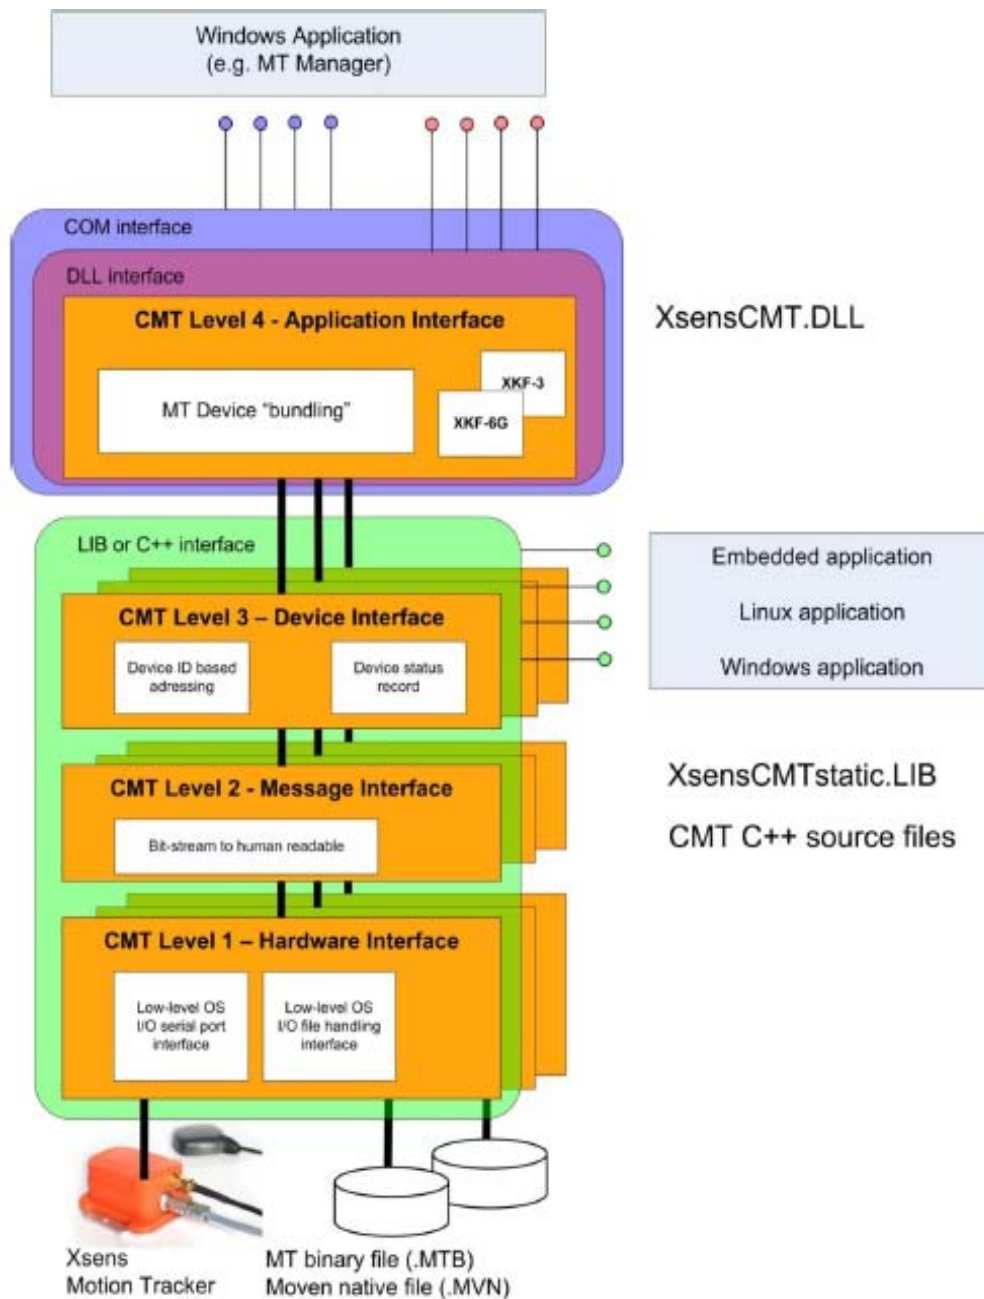 Windows Application
(e.g. MT Manager)
COM interface
DLL interface
CMT Level 4 - Application Interface
MT Device “bundling”
XKF-3
XKF-6G
XsensCMT.DLL
LIB or C++ interface
CMT Level 3 – Device Interface
Device ID based
adressing
Device status
record
Embedded application
Linux application
Windows application
CMT Level 2 - Message Interface
Bit-stream to human readable
XsensCMTstatic.LIB
CMT C++ source files
CMT Level 1 – Hardware Interface
Low-level OS
I/O serial port
interface
Low-level OS
I/O file handling
interface
Xsens
Motion Tracker
MT binary file (.MTB)
Moven native file (.MVN)